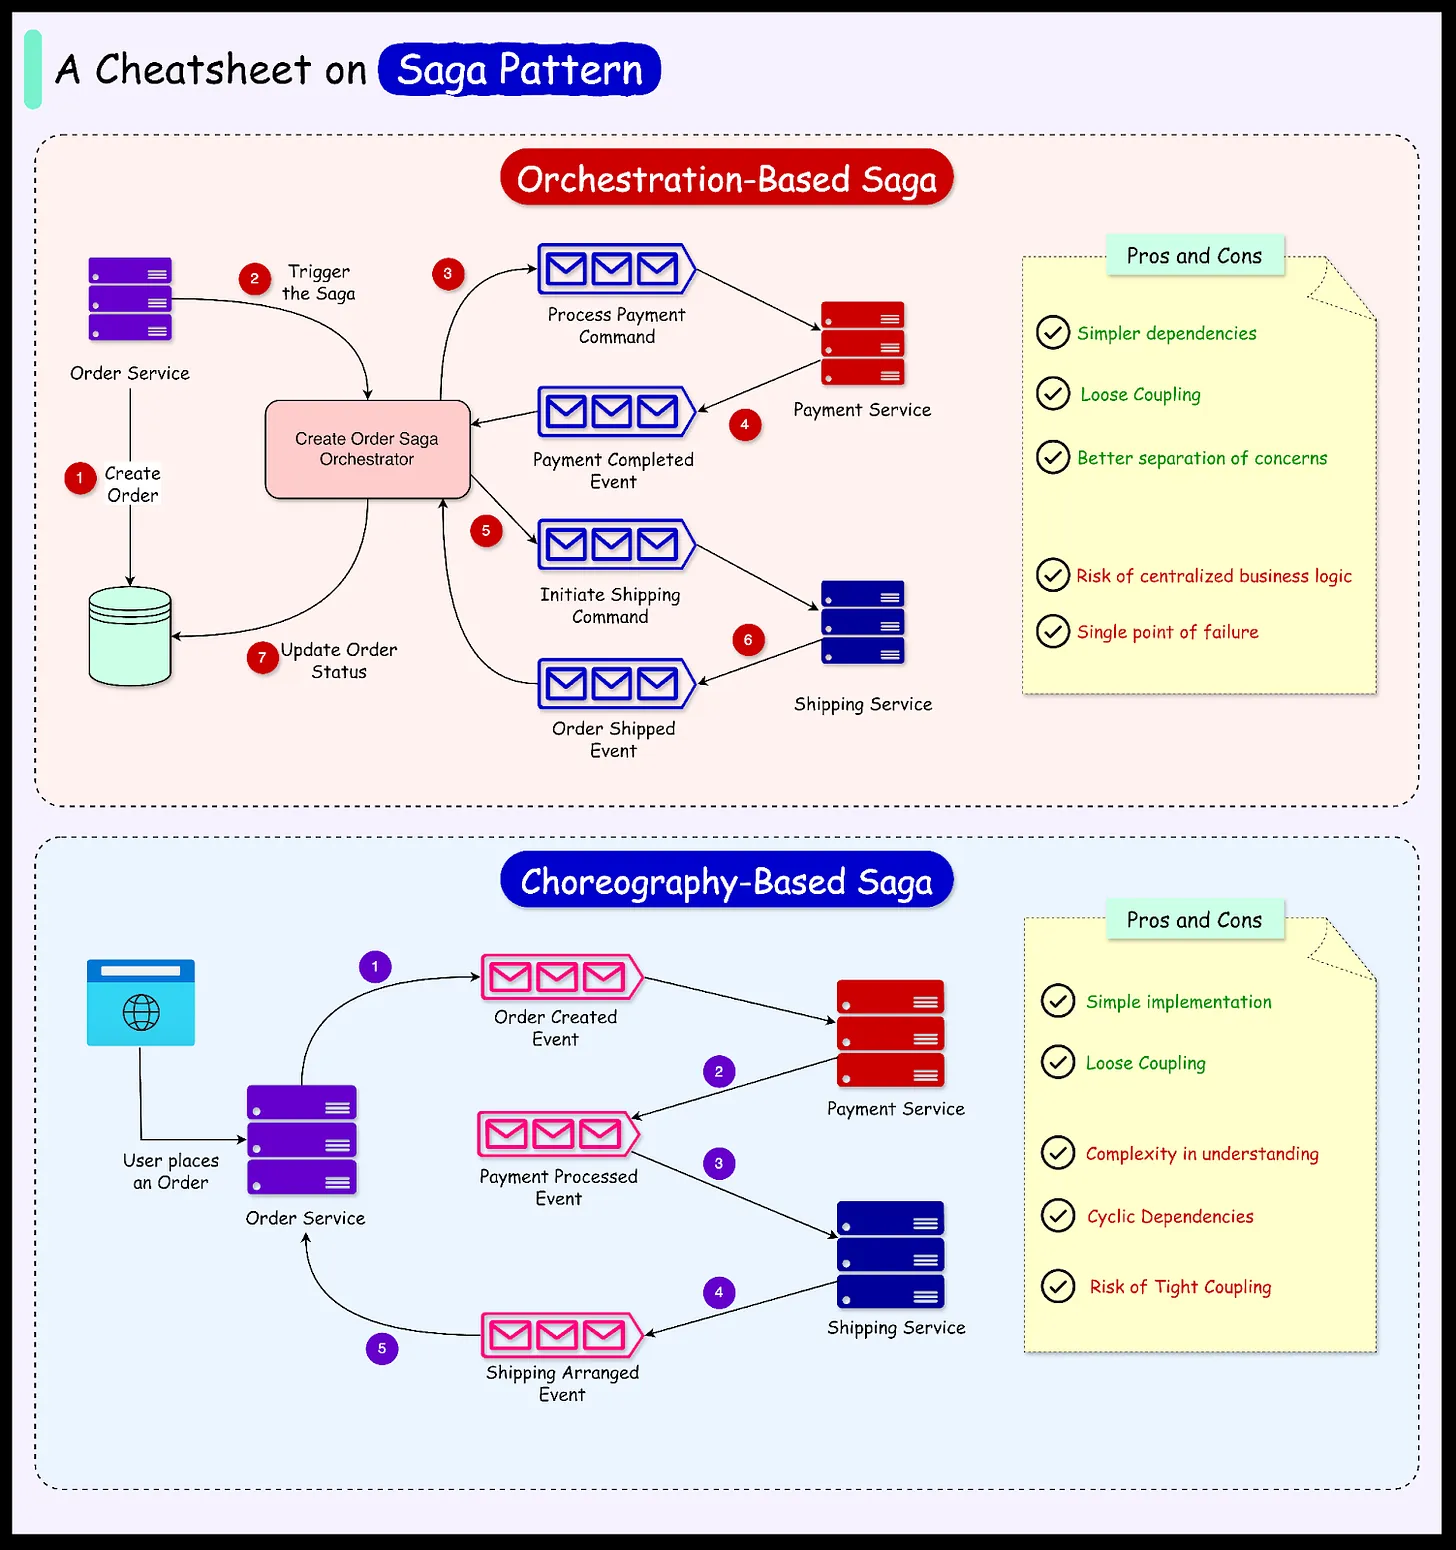 A Cheatsheet on Saga Pattern
Orchestration-Based Saga
2
Trigger
the Saga
Order Service
1
Create
Order
Create Order Saga
Orchestrator
7
Update Order
Status
3
Process Payment
Command
Payment Service
4
Payment Completed
Event
5
Initiate Shipping
Command
6
Shipping Service
Order Shipped
Event
Pros and Cons
Simpler dependencies
Loose Coupling
Better separation of concerns
Risk of centralized business logic
Single point of failure
Choreography-Based Saga
User places
an Order
Order Service
1
Order Created
Event
Payment Service
2
Payment Processed
Event
3
Shipping Service
4
Shipping Arranged
Event
5
Pros and Cons
Simple implementation
Loose Coupling
Complexity in understanding
Cyclic Dependencies
Risk of Tight Coupling